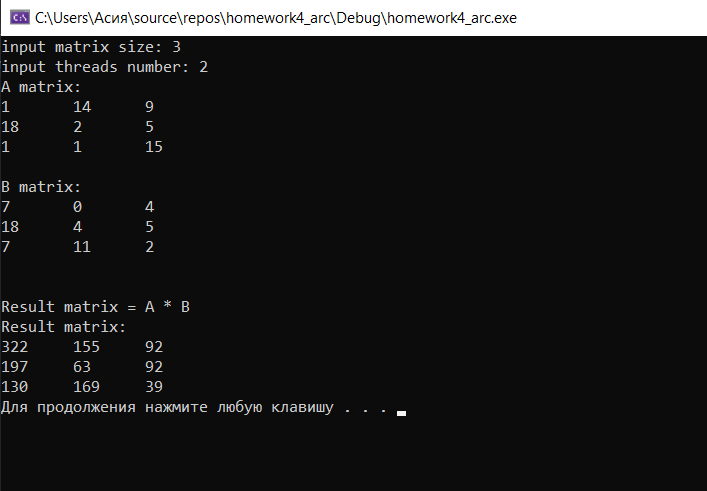 C:\Users\Асия\source\repos\homework4_arc\Debug\homework4_arc.exe
input matrix size: 3
input threads number: 2
A matrix:
1 14 9
18 2 5
1 1 15
B matrix:
7 0 4
18 4 5
7 11 2
Result matrix = A * B
Result matrix:
322 155 92
197 63 92
130 169 39
Для продолжения нажмите любую клавишу . . .